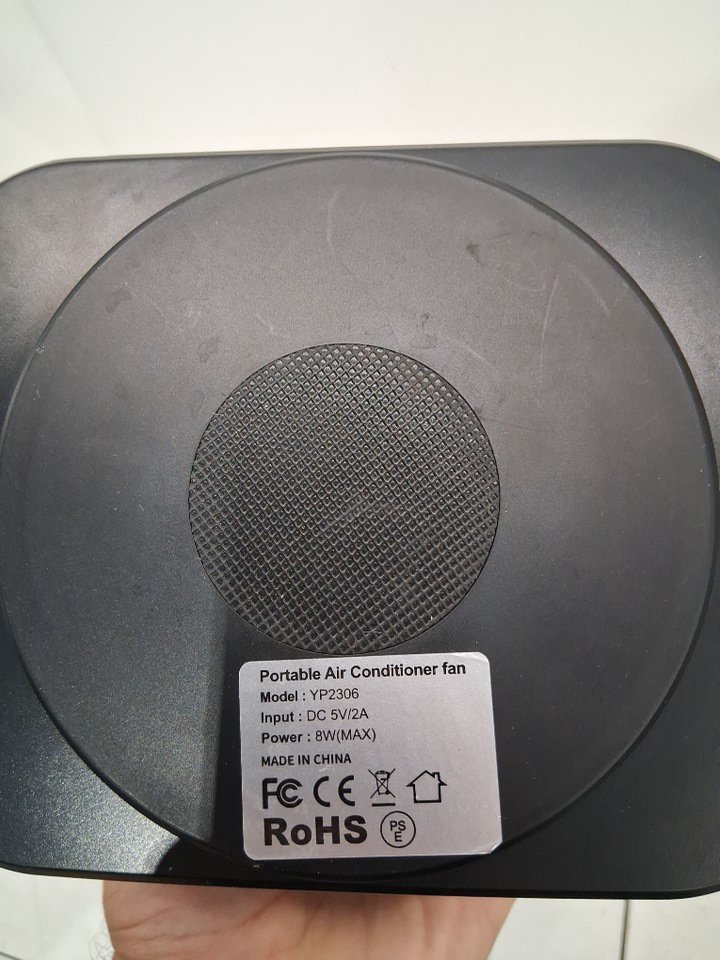 Portable Air Conditioner fan
Model : YP2306
Input : DC 5V/2A
Power : 8W(MAX)
MADE IN CHINA
FC CE
RoHS PS E